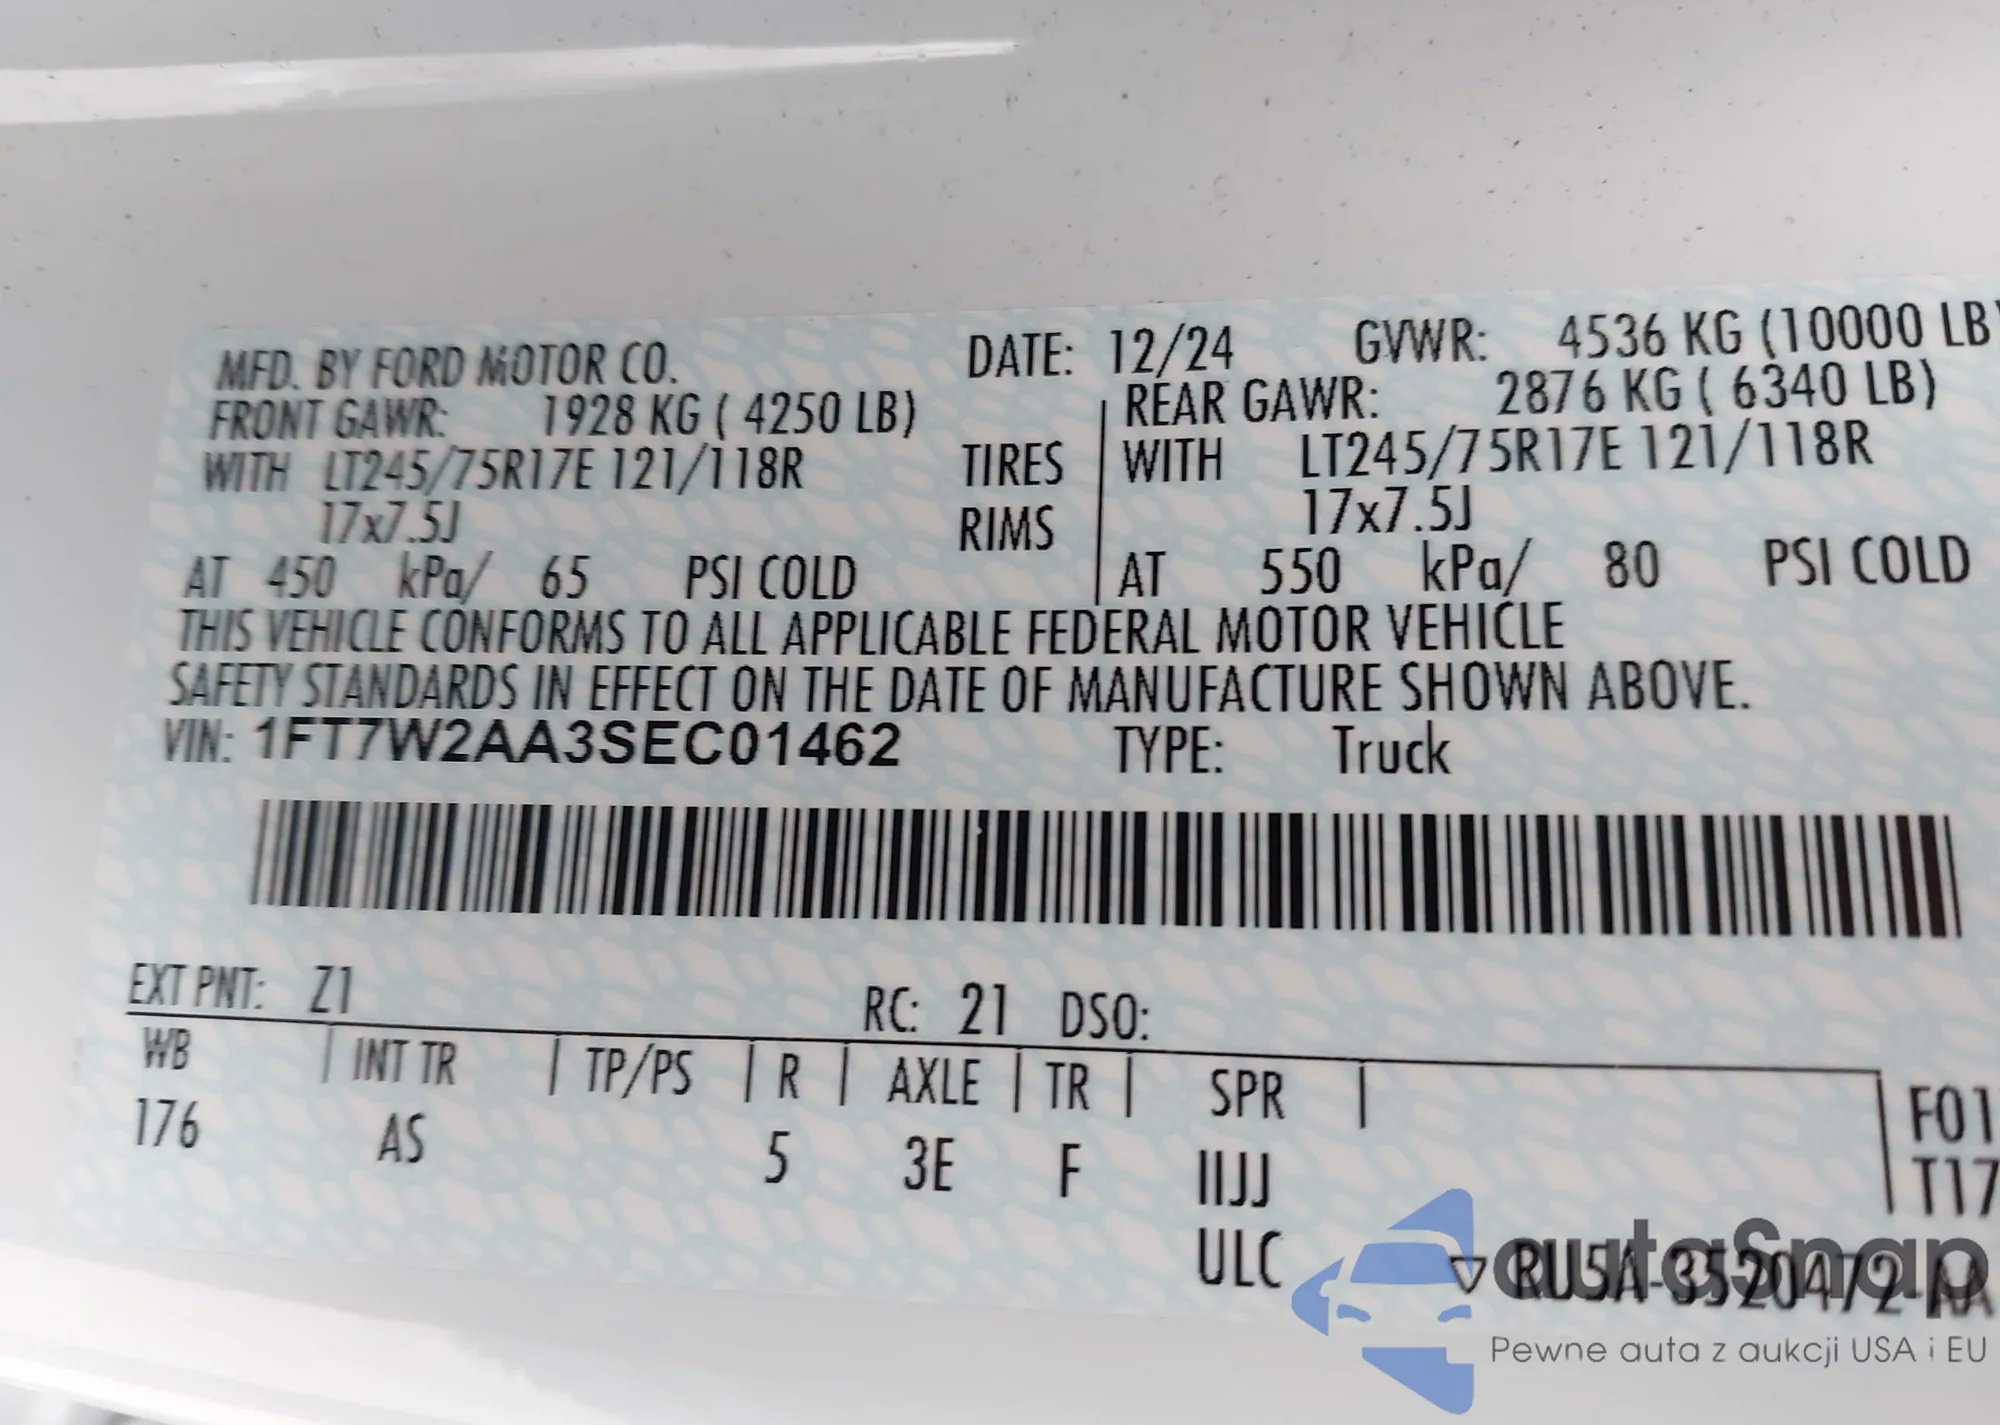 MFD. BY FORD MOTOR CO. DATE: 12/24 GVWR: 4536 KG (10000 LB)
FRONT GAWR: 1928 KG ( 4250 LB) REAR GAWR: 2876 KG ( 6340 LB)
WITH LT245/75R17E 121/118R TIRES WITH LT245/75R17E 121/118R
17x7.5J RIMS 17x7.5J
AT 450 kPa/ 65 PSI COLD AT 550 kPa/ 80 PSI COLD
THIS VEHICLE CONFORMS TO ALL APPLICABLE FEDERAL MOTOR VEHICLE
SAFETY STANDARDS IN EFFECT ON THE DATE OF MANUFACTURE SHOWN ABOVE.
VIN: 1FT7W2AA3SEC01462 TYPE: Truck
EXT PNT: Z1 RC: 21 DSO:
WB | INT TR | TP/PS | R | AXLE | TR | SPR | F01
176 AS 5 3E F IIJJ T17
ULC ▽ RU5A-3520472-AA
autaSnap
Pewne auta z aukcji USA i EU